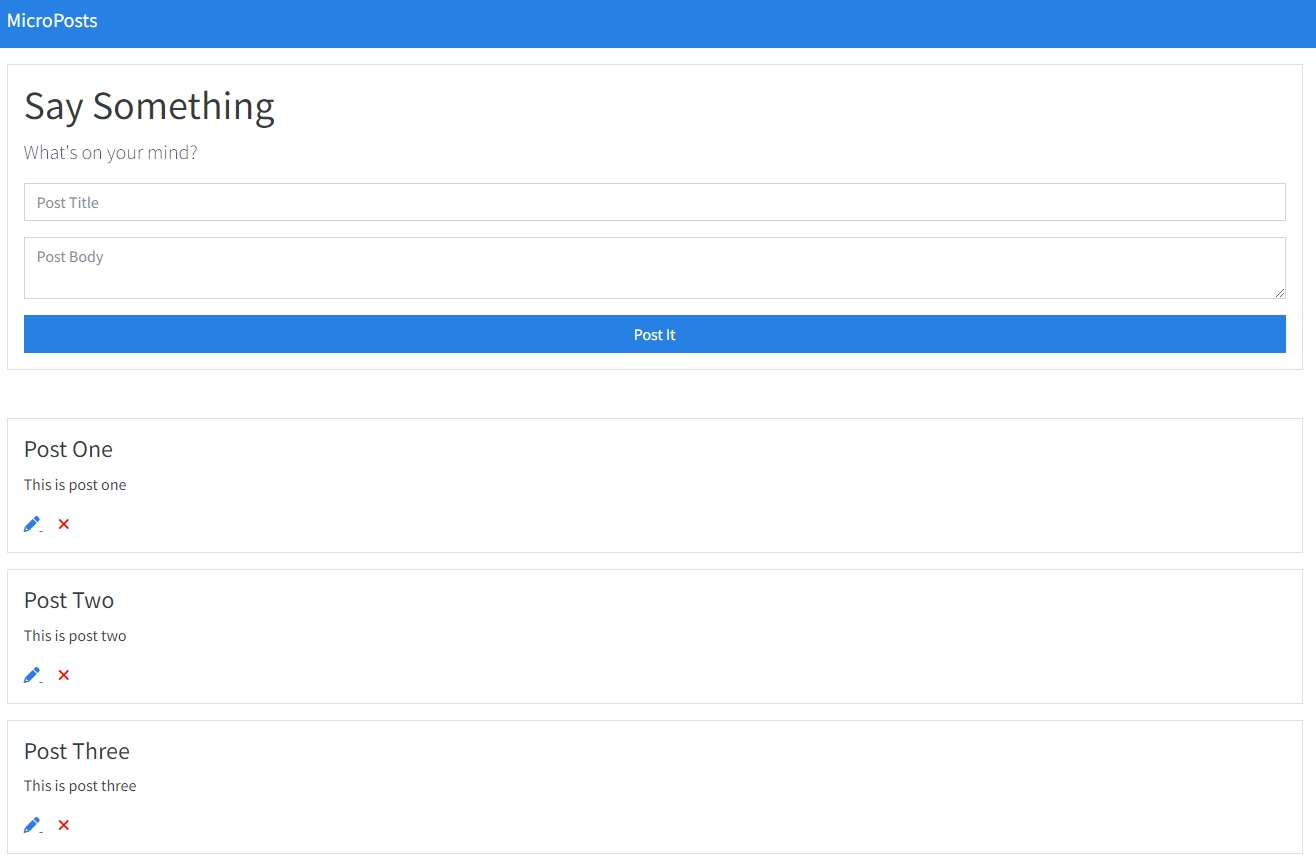 MicroPosts
Say Something
What's on your mind?
Post Title
Post Body
Post It
Post One
This is post one
Post Two
This is post two
Post Three
This is post three